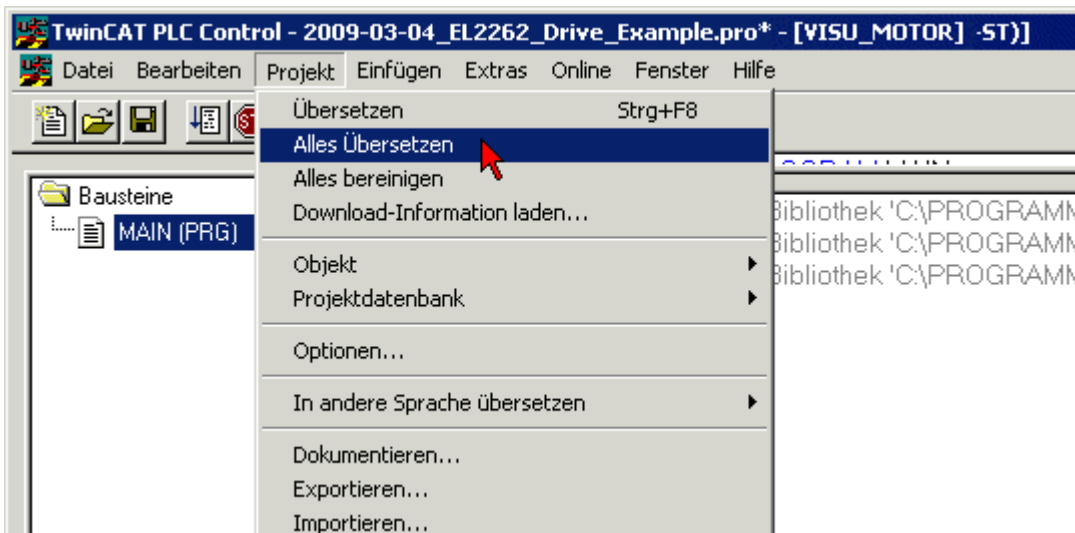 TwinCAT PLC Control - 2009-03-04_EL2262_Drive_Example.pro* - [VISU_MOTOR] -ST)]
Datei Bearbeiten Projekt Einfügen Extras Online Fenster Hilfe
Übersetzen Strg+F8
Alles Übersetzen
Alles bereinigen
Download-Information laden...
Objekt
Projektdatenbank
Optionen...
In andere Sprache übersetzen
Dokumentieren...
Exportieren...
Importieren...
Bausteine
MAIN (PRG)
Bibliothek 'C:\PROGRAMM
Bibliothek 'C:\PROGRAMM
Bibliothek 'C:\PROGRAMM